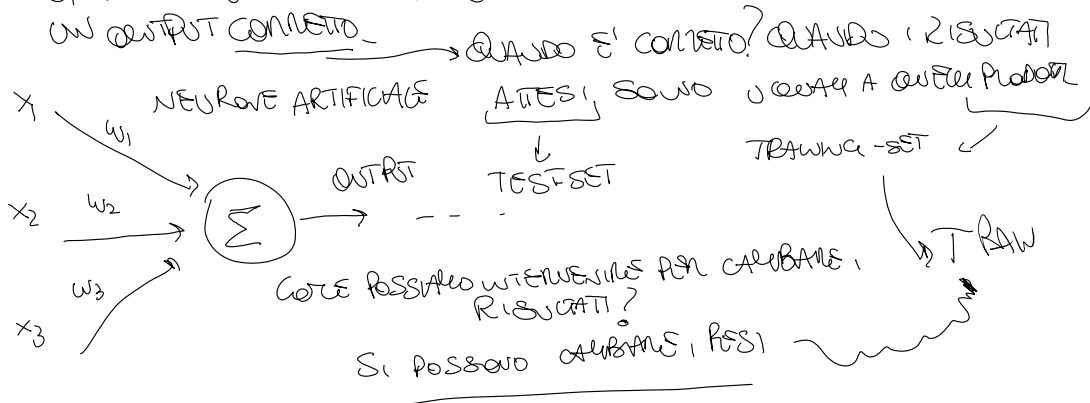 UN OUTPUT CORRETTO
QUANDO E' CORRETTO? QUANDO I RISULTATI
ATTESI, SONO UGUALI A QUELLI PRODOTTI
NEURONE ARTIFICIALE
TEST-SET
TRAINING-SET
x1
w1
x2
w2
x3
w3
Σ
OUTPUT
TRAIN
COME POSSIAMO INTERVENIRE PER CAMBIARE I
RISULTATI?
SI POSSONO CAMBIARE I PESI